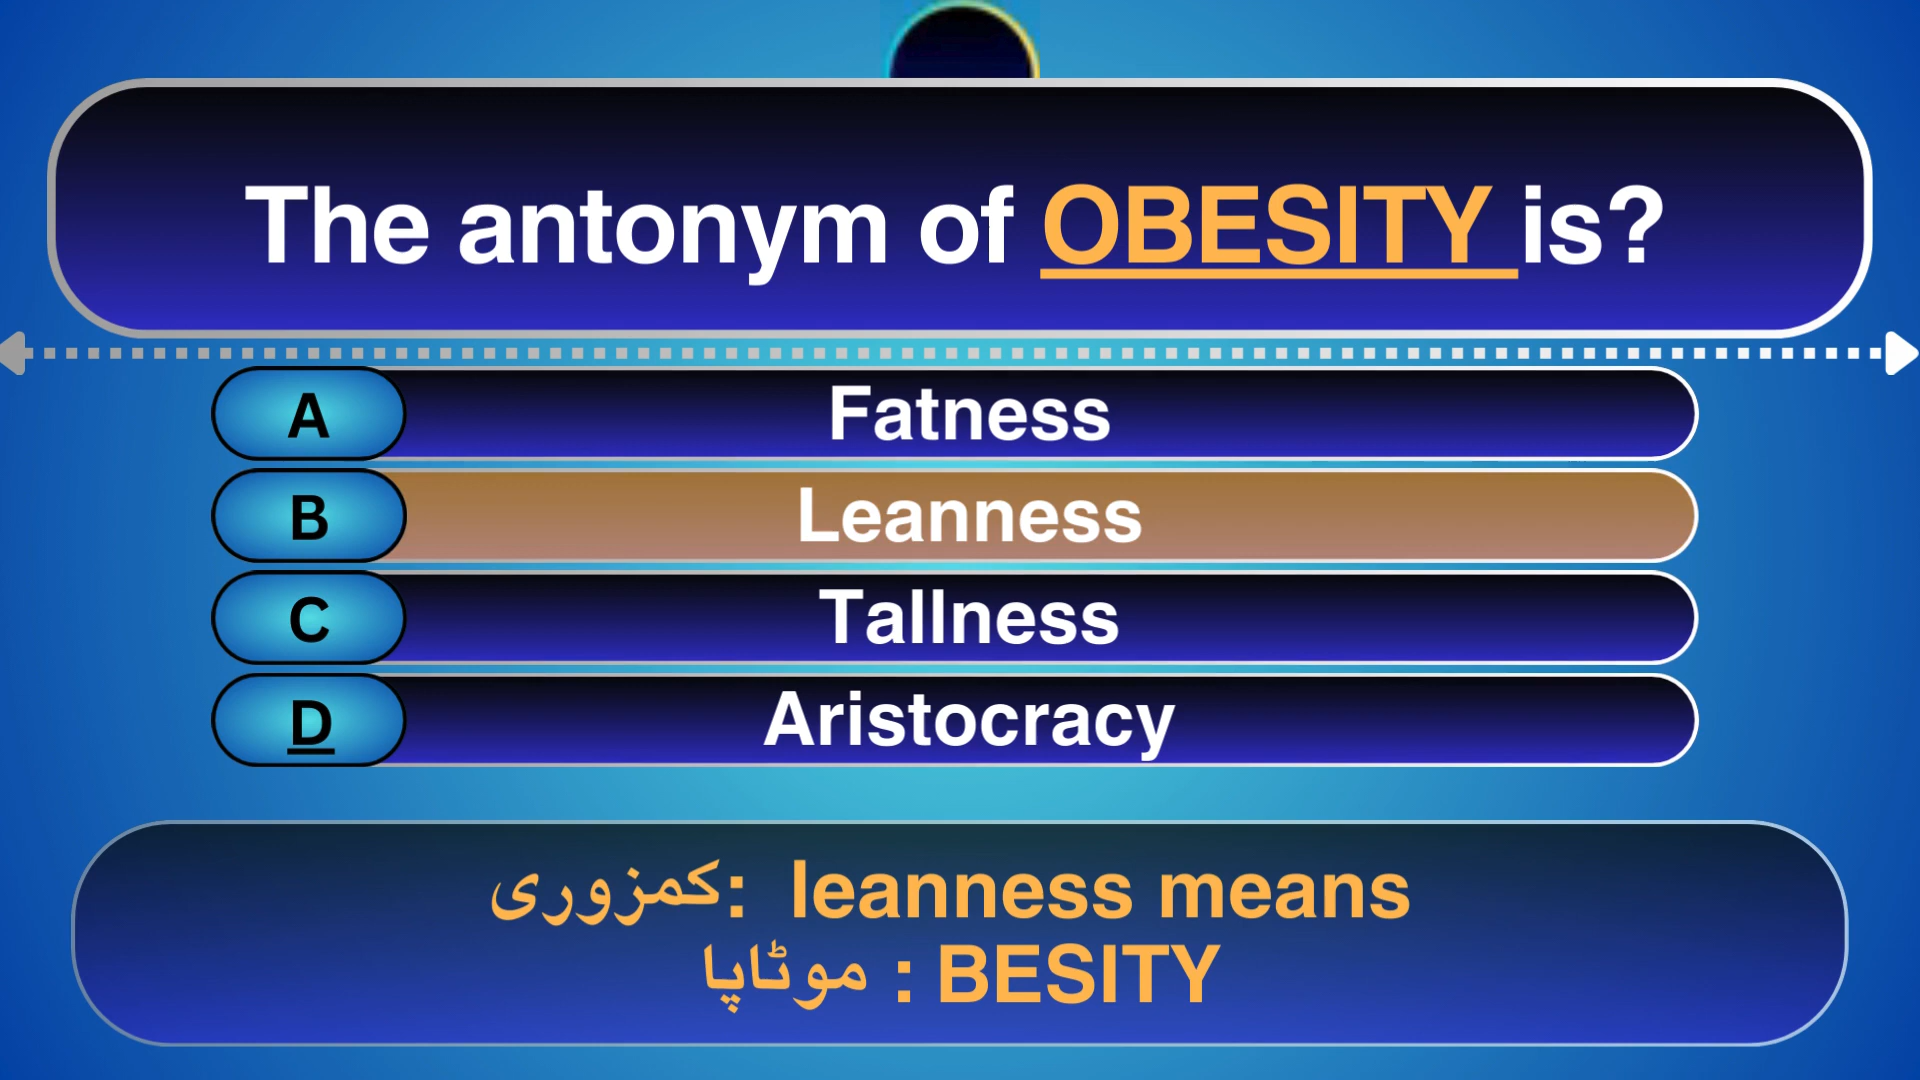 The antonym of OBESITY is?
A Fatness
B Leanness
C Tallness
D Aristocracy
کمزوری: leanness means
موٹاپا : BESITY